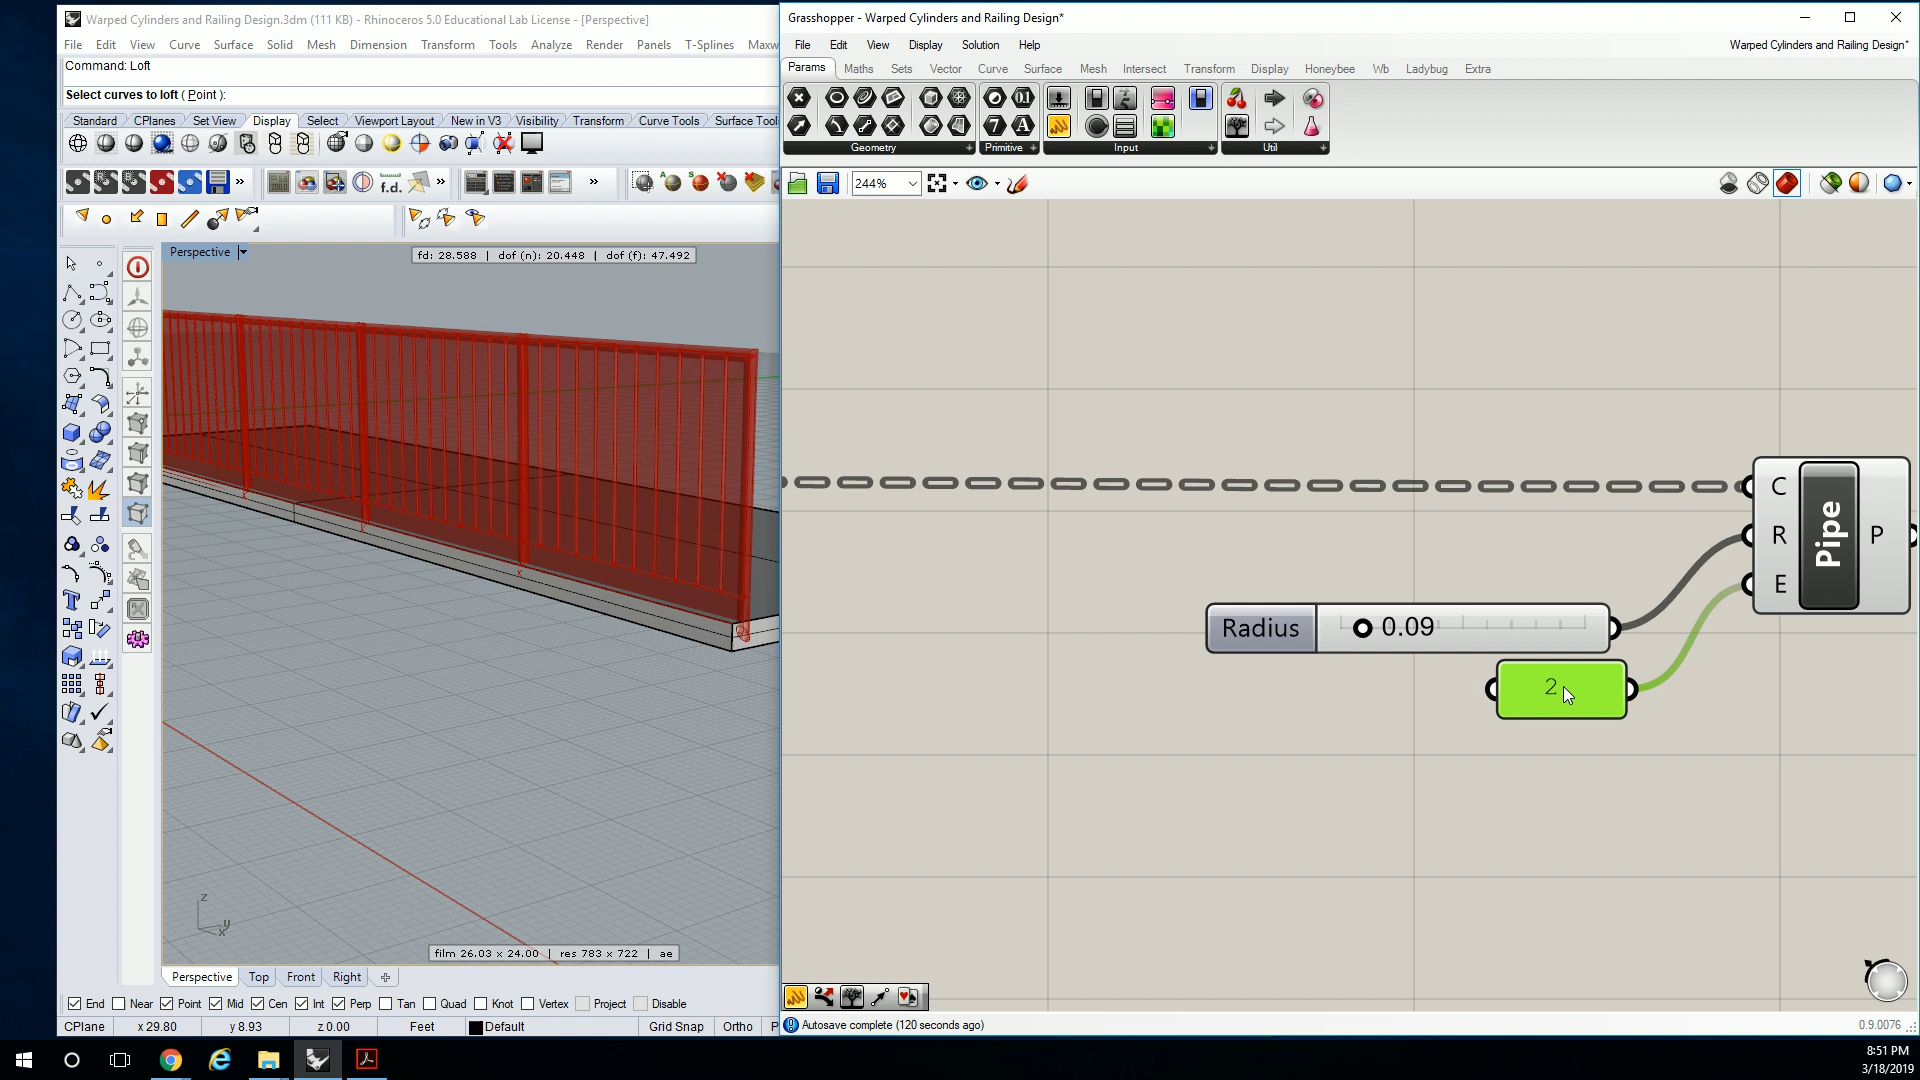 Warped Cylinders and Railing Design.3dm (111 KB) - Rhinoceros 5.0 Educational Lab License - [Perspective]
File Edit View Curve Surface Solid Mesh Dimension Transform Tools Analyze Render Panels T-Splines Maxw
Command: Loft
Select curves to loft ( Point ):
Standard CPlanes Set View Display Select Viewport Layout New in V3 Visibility Transform Curve Tools Surface Tool
f.d.
Perspective
fd: 28.588 | dof (n): 20.448 | dof (f): 47.492
z
y
x
film 26.03 x 24.00 | res 783 x 722 | ae
Perspective Top Front Right
End Near Point Mid Cen Int Perp Tan Quad Knot Vertex Project Disable
CPlane x 29.80 y 8.93 z 0.00 Feet Default Grid Snap Ortho P
Grasshopper - Warped Cylinders and Railing Design*
File Edit View Display Solution Help
Warped Cylinders and Railing Design*
Params Maths Sets Vector Curve Surface Mesh Intersect Transform Display Honeybee Wb Ladybug Extra
Geometry Primitive Input Util
244%
C
R
E
Pipe
P
Radius 0.09
2
Autosave complete (120 seconds ago)
0.9.0076
8:51 PM
3/18/2019